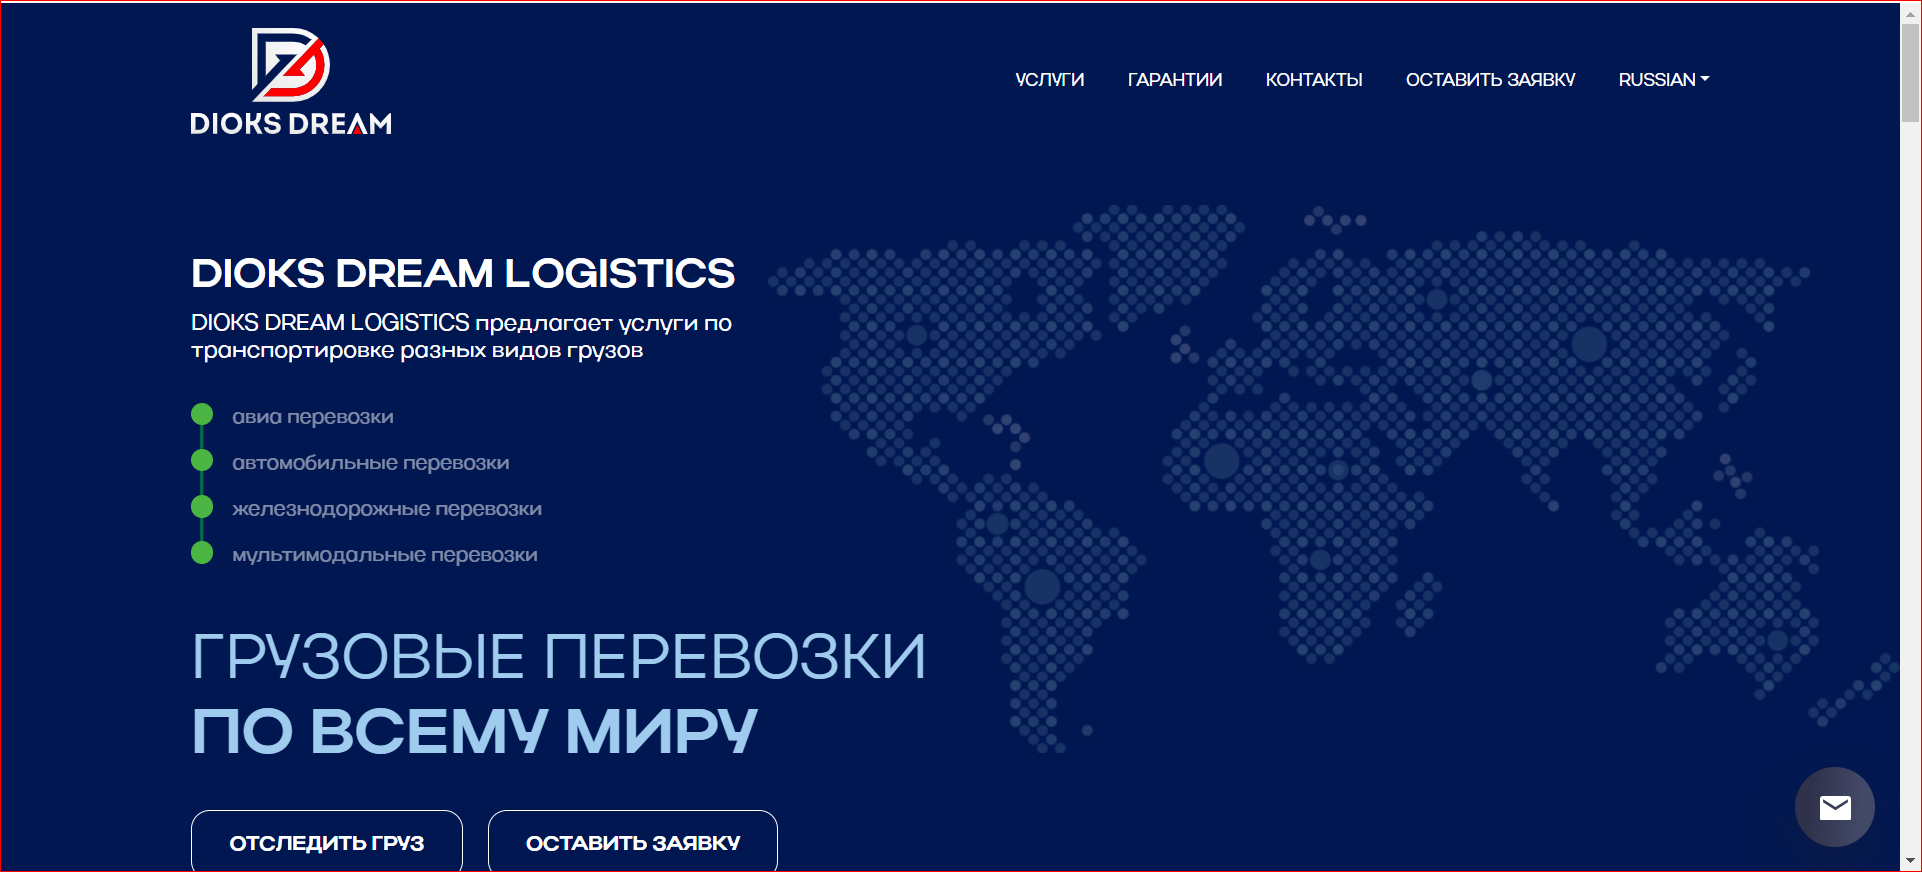 DIOKS DREAM
УСЛУГИ ГАРАНТИИ КОНТАКТЫ ОСТАВИТЬ ЗАЯВКУ RUSSIAN
DIOKS DREAM LOGISTICS
DIOKS DREAM LOGISTICS предлагает услуги по
транспортировке разных видов грузов
авиа перевозки
автомобильные перевозки
железнодорожные перевозки
мультимодальные перевозки
ГРУЗОВЫЕ ПЕРЕВОЗКИ
ПО ВСЕМУ МИРУ
ОТСЛЕДИТЬ ГРУЗ ОСТАВИТЬ ЗАЯВКУ